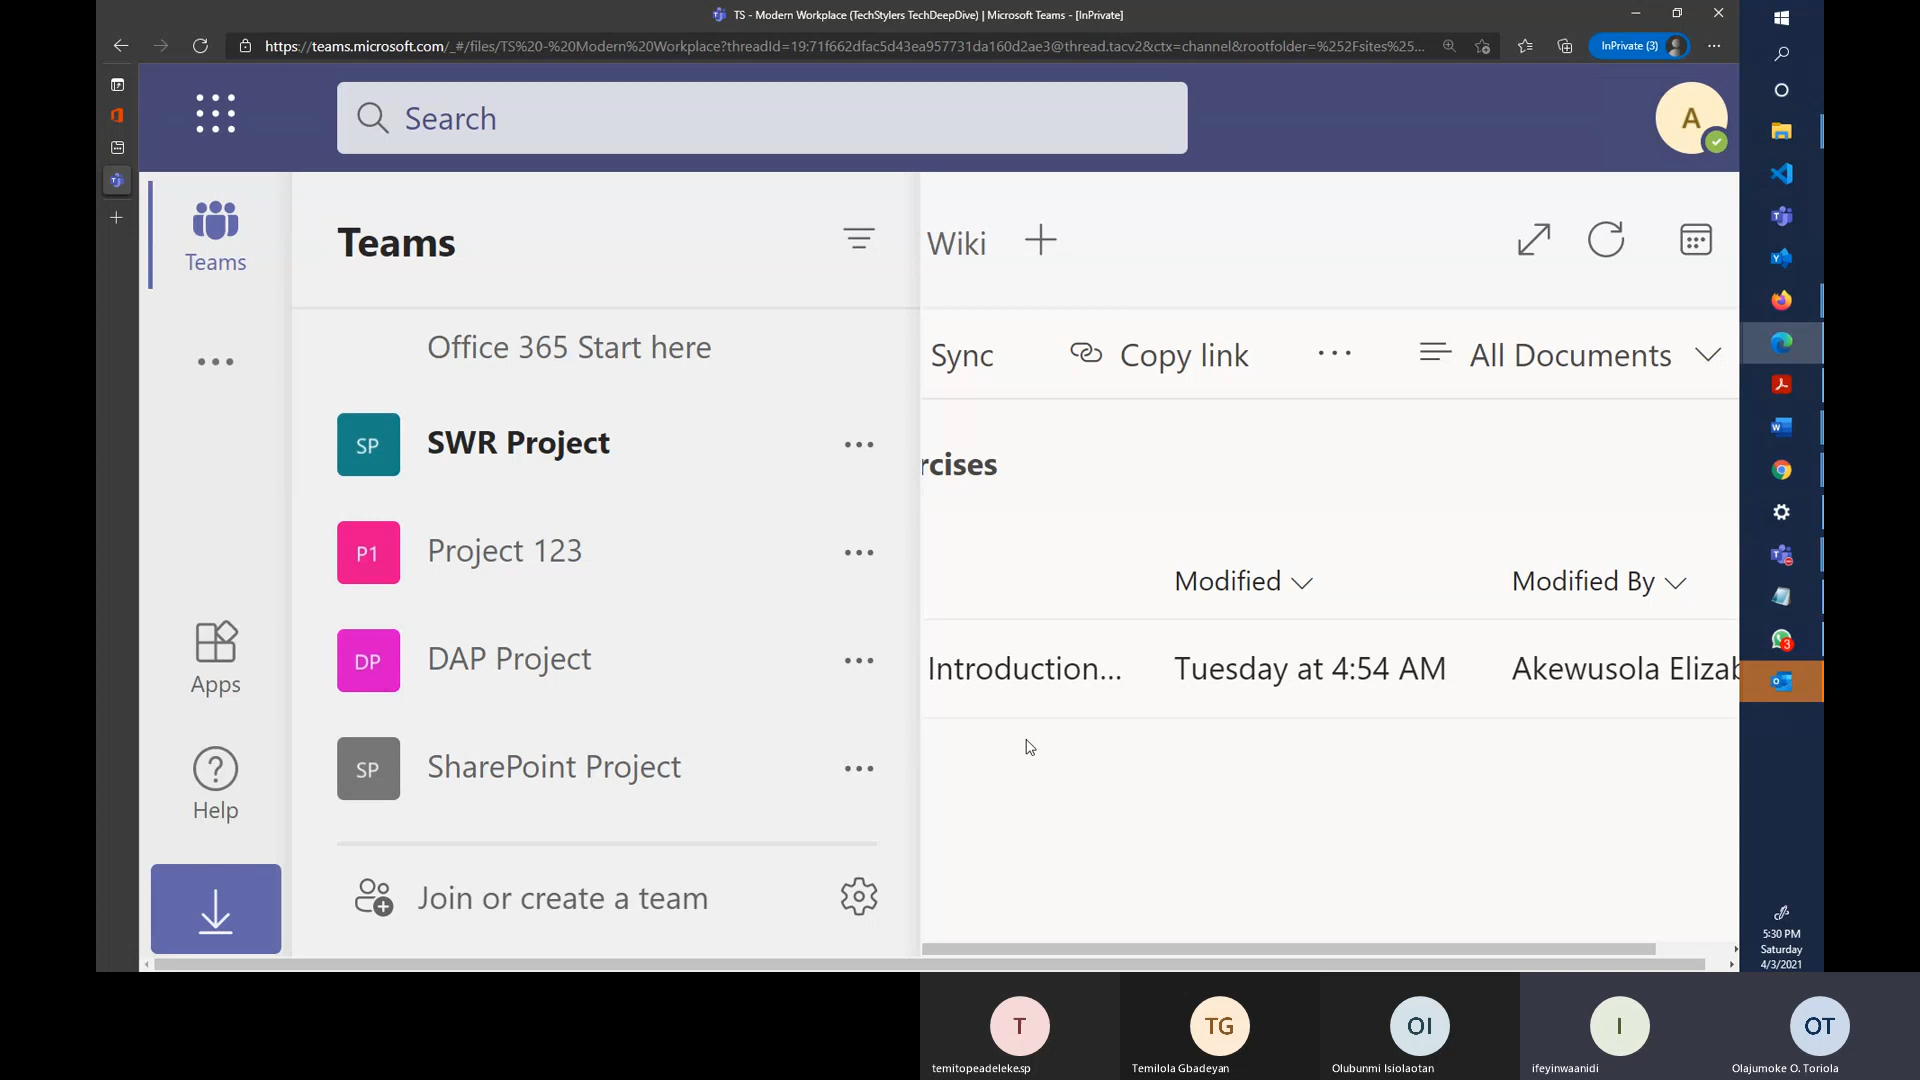 TS - Modern Workplace (TechStylers TechDeepDive) | Microsoft Teams - [InPrivate]
https://teams.microsoft.com/_#/files/TS%20-%20Modern%20Workplace?threadId=19:71f662dfac5d43ea957731da160d2ae3@thread.tacv2&ctx=channel&rootfolder=%252Fsites%25...
InPrivate (3)
Search
A
Teams
Teams
Wiki
Office 365 Start here
Sync
Copy link
All Documents
SP
SWR Project
rcises
P1
Project 123
Modified
Modified By
DP
DAP Project
Introduction...
Tuesday at 4:54 AM
Akewusola Elizab
Apps
SP
SharePoint Project
Help
Join or create a team
3
5:30 PM
Saturday
4/3/2021
T
TG
OI
I
OT
temitopeadeleke.sp
Temilola Gbadeyan
Olubunmi Isiolaotan
ifeyinwaanidi
Olajumoke O. Toriola